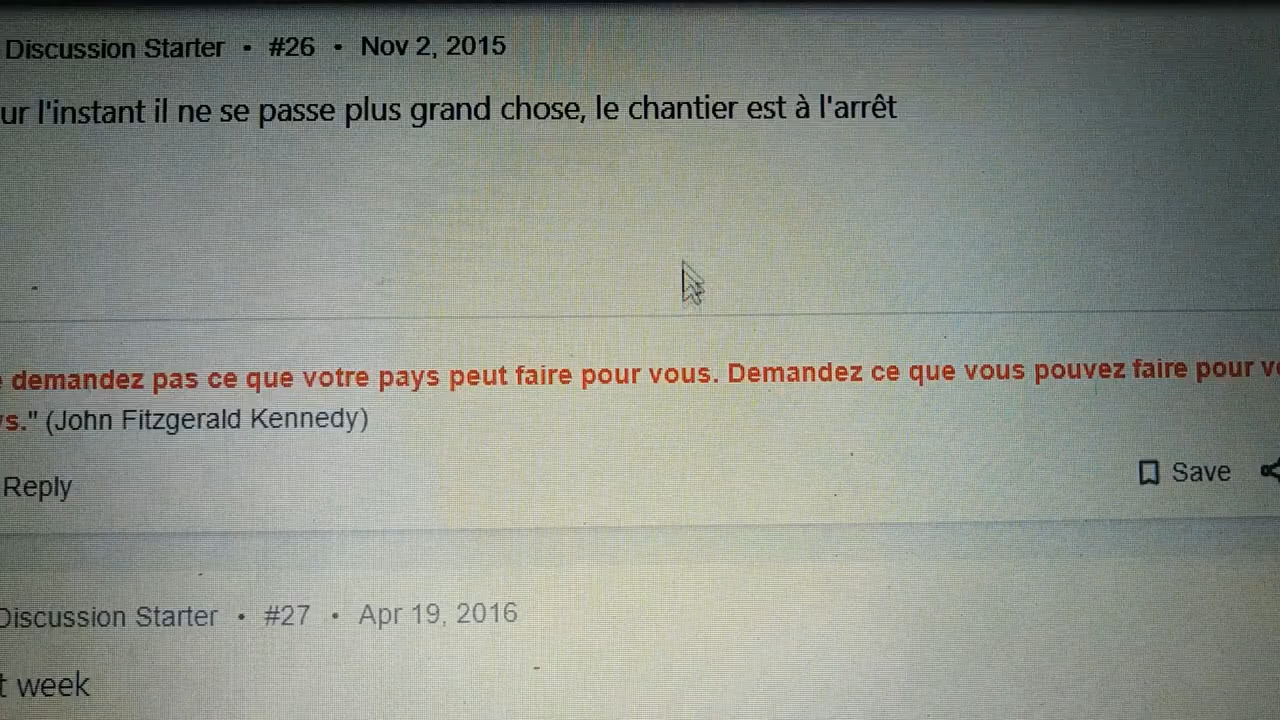 Discussion Starter • #26 • Nov 2, 2015
ur l'instant il ne se passe plus grand chose, le chantier est à l'arrêt
demandez pas ce que votre pays peut faire pour vous. Demandez ce que vous pouvez faire pour
s." (John Fitzgerald Kennedy)
Reply
Save
Discussion Starter • #27 • Apr 19, 2016
t week